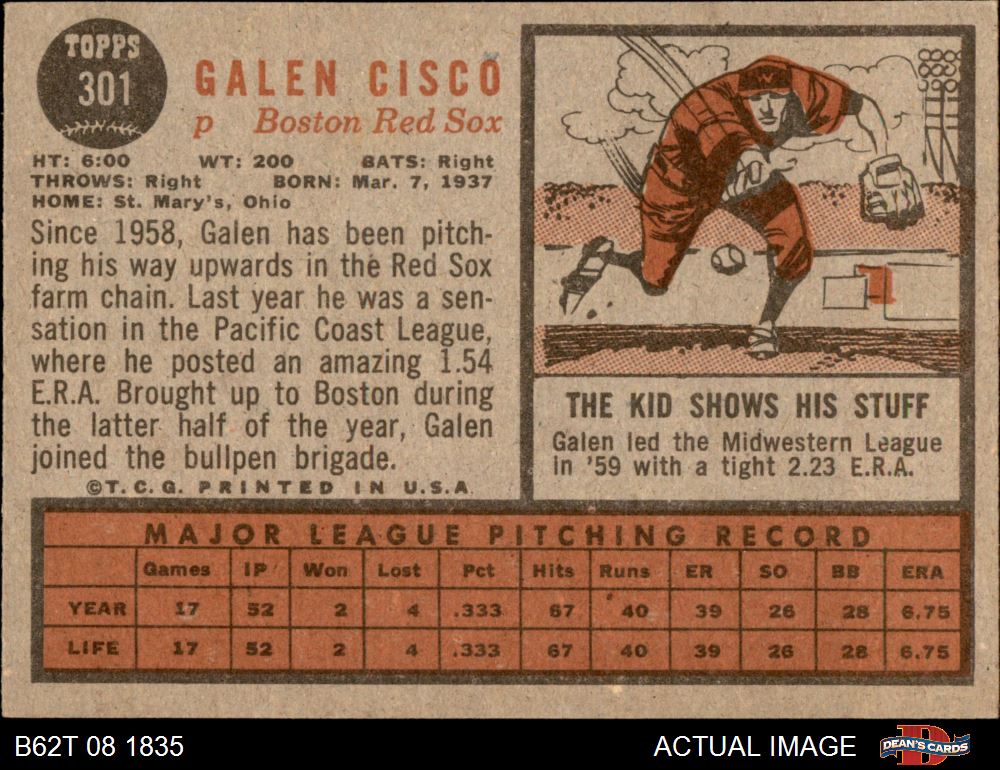 TOPPS
301
GALEN CISCO
p Boston Red Sox
HT: 6:00 WT: 200 BATS: Right
THROWS: Right BORN: Mar. 7, 1937
HOME: St. Mary's, Ohio
Since 1958, Galen has been pitch-
ing his way upwards in the Red Sox
farm chain. Last year he was a sen-
sation in the Pacific Coast League,
where he posted an amazing 1.54
E.R.A. Brought up to Boston during
the latter half of the year, Galen
joined the bullpen brigade.
©T.C.G. PRINTED IN U.S.A.
W
THE KID SHOWS HIS STUFF
Galen led the Midwestern League
in '59 with a tight 2.23 E.R.A.
MAJOR LEAGUE PITCHING RECORD
Games IP Won Lost Pct Hits Runs ER SO BB ERA
YEAR 17 52 2 4 .333 67 40 39 26 28 6.75
LIFE 17 52 2 4 .333 67 40 39 26 28 6.75
B62T 08 1835 ACTUAL IMAGE DEAN'S CARDS